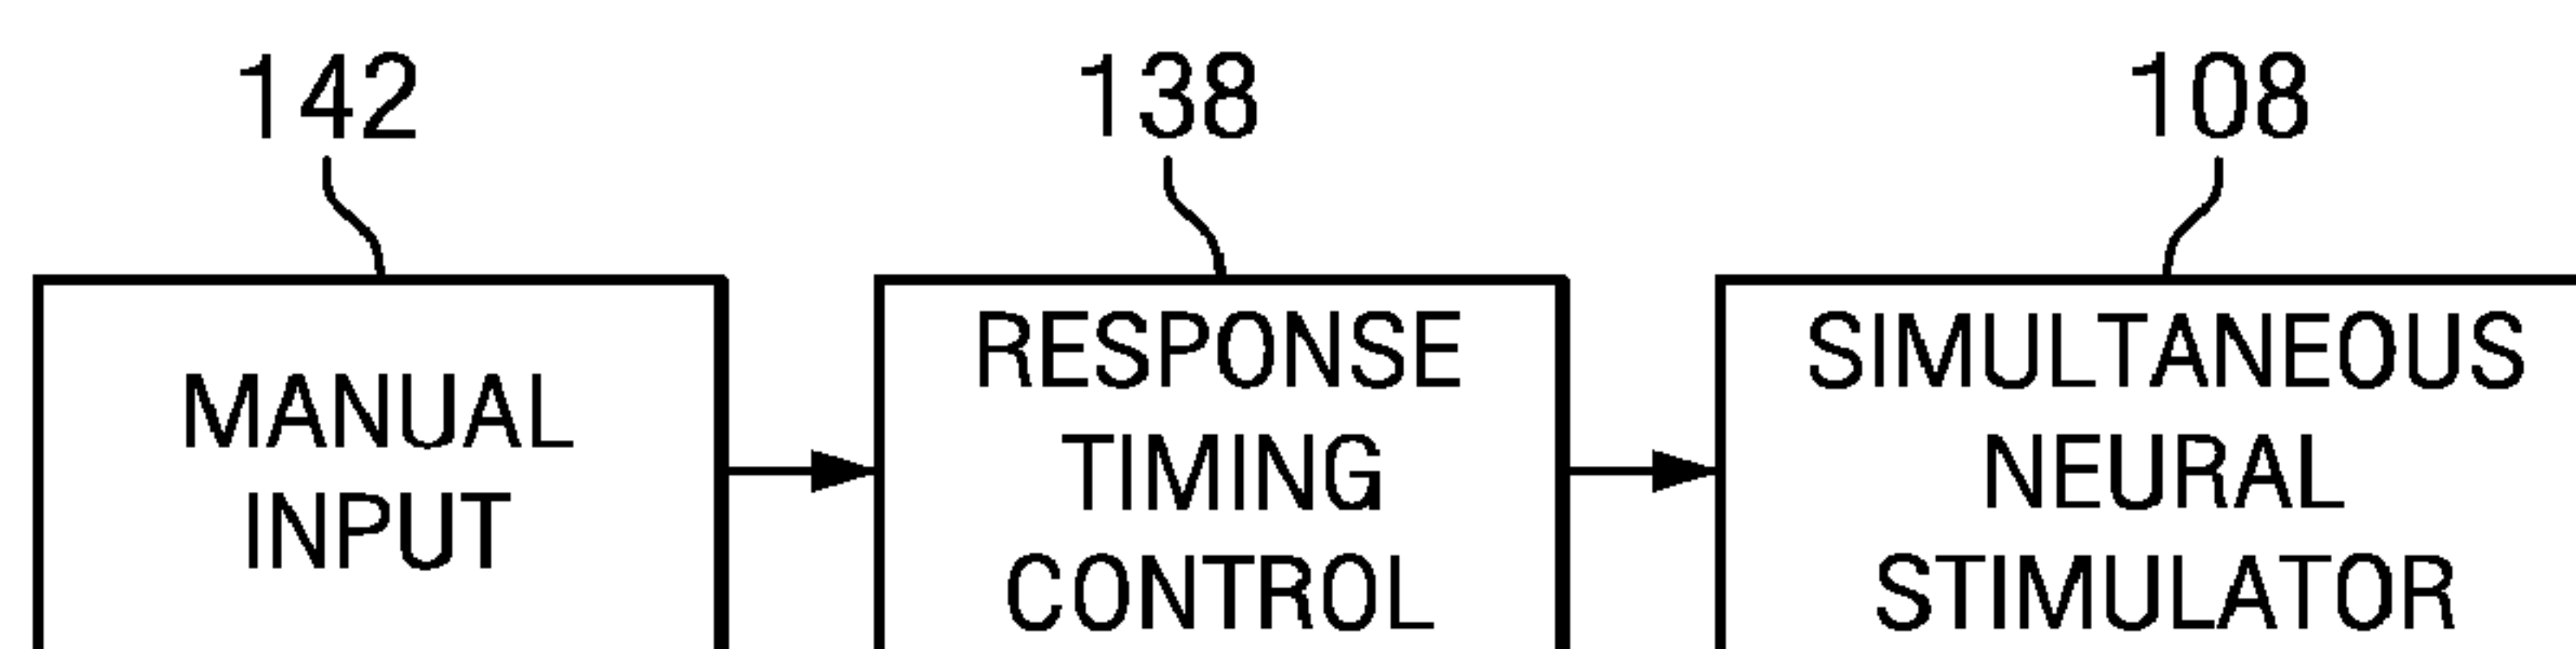 142
138
108
MANUAL
INPUT
RESPONSE
TIMING
CONTROL
SIMULTANEOUS
NEURAL
STIMULATOR